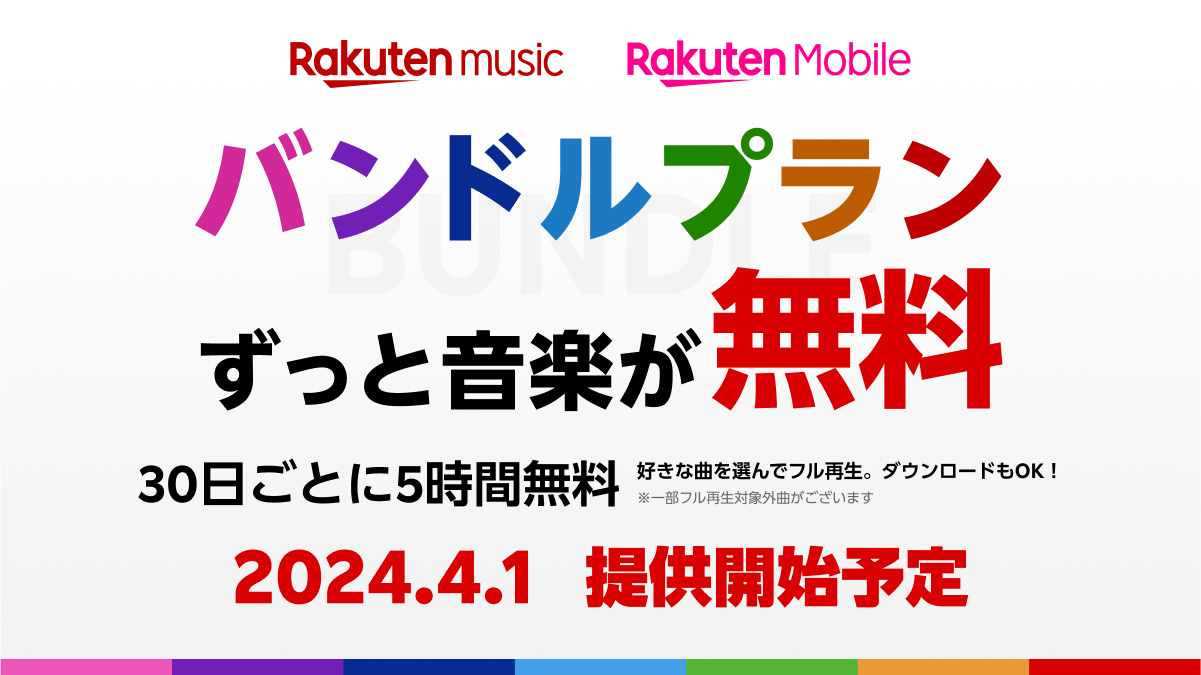 Rakuten music Rakuten Mobile
BUNDLE
バンドルプラン
ずっと音楽が無料
30日ごとに5時間無料
好きな曲を選んでフル再生。ダウンロードもOK！
※一部フル再生対象外曲がございます
2024.4.1 提供開始予定